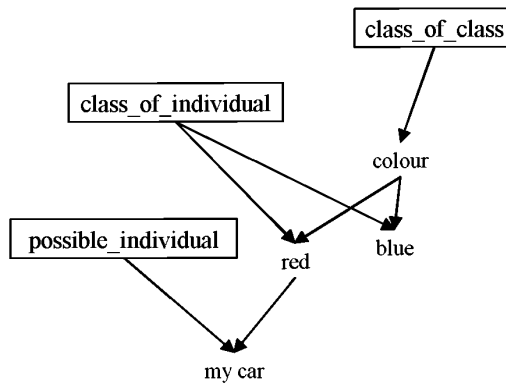 class_of_class
class_of_individual
colour
possible_individual
red
blue
my car